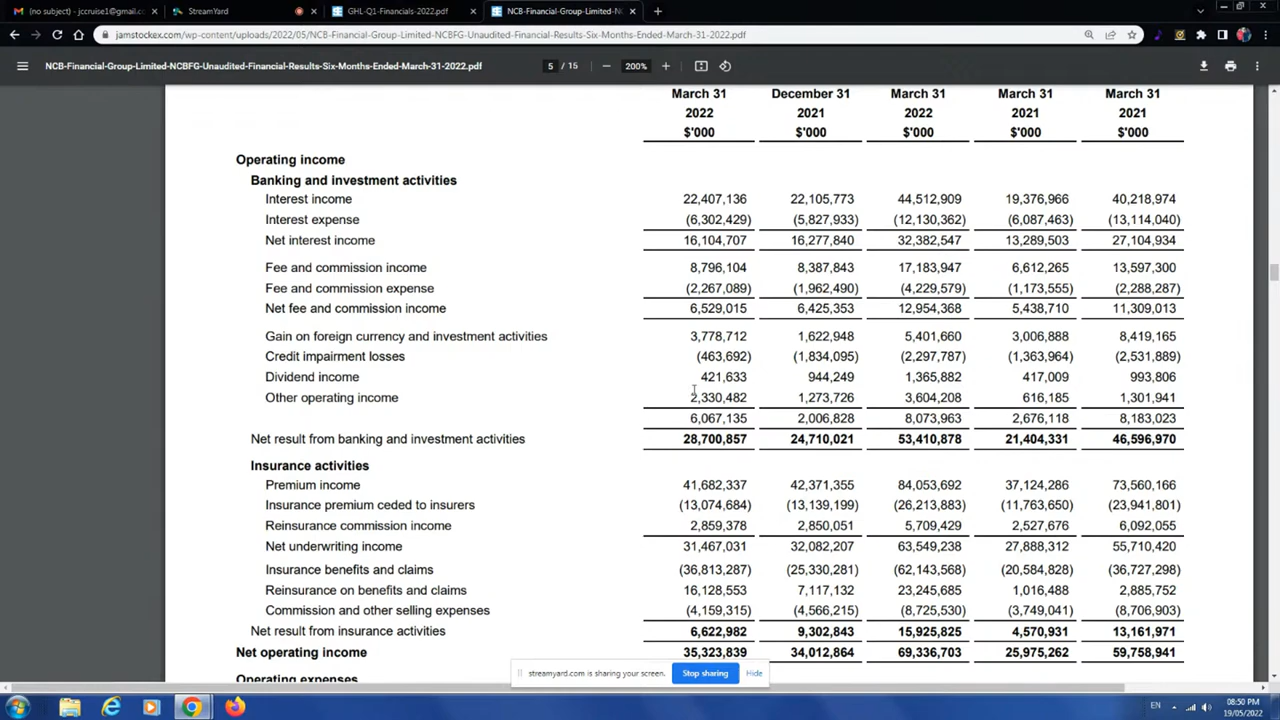 (no subject) - jccruise1@gmail.co
StreamYard
GHL-Q1-Financials-2022.pdf
NCB-Financial-Group-Limited-NC
jamstockex.com/wp-content/uploads/2022/05/NCB-Financial-Group-Limited-NCBFG-Unaudited-Financial-Results-Six-Months-Ended-March-31-2022.pdf
NCB-Financial-Group-Limited-NCBFG-Unaudited-Financial-Results-Six-Months-Ended-March-31-2022.pdf 5 / 15 200%
March 31 December 31 March 31 March 31 March 31
2022 2021 2022 2021 2021
$'000 $'000 $'000 $'000 $'000
Operating income
Banking and investment activities
Interest income 22,407,136 22,105,773 44,512,909 19,376,966 40,218,974
Interest expense (6,302,429) (5,827,933) (12,130,362) (6,087,463) (13,114,040)
Net interest income 16,104,707 16,277,840 32,382,547 13,289,503 27,104,934
Fee and commission income 8,796,104 8,387,843 17,183,947 6,612,265 13,597,300
Fee and commission expense (2,267,089) (1,962,490) (4,229,579) (1,173,555) (2,288,287)
Net fee and commission income 6,529,015 6,425,353 12,954,368 5,438,710 11,309,013
Gain on foreign currency and investment activities 3,778,712 1,622,948 5,401,660 3,006,888 8,419,165
Credit impairment losses (463,692) (1,834,095) (2,297,787) (1,363,964) (2,531,889)
Dividend income 421,633 944,249 1,365,882 417,009 993,806
Other operating income 2,330,482 1,273,726 3,604,208 616,185 1,301,941
6,067,135 2,006,828 8,073,963 2,676,118 8,183,023
Net result from banking and investment activities 28,700,857 24,710,021 53,410,878 21,404,331 46,596,970
Insurance activities
Premium income 41,682,337 42,371,355 84,053,692 37,124,286 73,560,166
Insurance premium ceded to insurers (13,074,684) (13,139,199) (26,213,883) (11,763,650) (23,941,801)
Reinsurance commission income 2,859,378 2,850,051 5,709,429 2,527,676 6,092,055
Net underwriting income 31,467,031 32,082,207 63,549,238 27,888,312 55,710,420
Insurance benefits and claims (36,813,287) (25,330,281) (62,143,568) (20,584,828) (36,727,298)
Reinsurance on benefits and claims 16,128,553 7,117,132 23,245,685 1,016,488 2,885,752
Commission and other selling expenses (4,159,315) (4,566,215) (8,725,530) (3,749,041) (8,706,903)
Net result from insurance activities 6,622,982 9,302,843 15,925,825 4,570,931 13,161,971
Net operating income 35,323,839 34,012,864 69,336,703 25,975,262 59,758,941
streamyard.com is sharing your screen. Stop sharing Hide
Operating expenses
EN 08:50 PM
19/05/2022